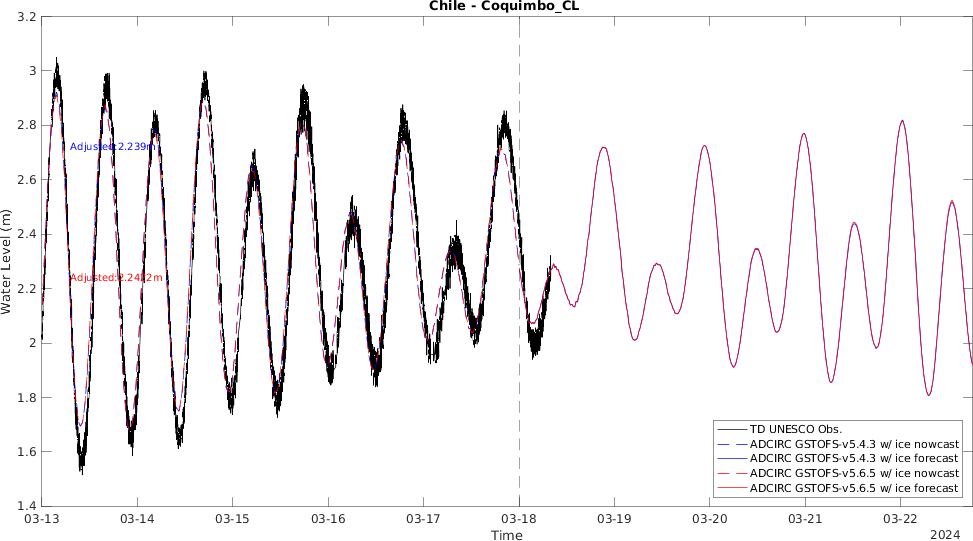 Chile - Coquimbo_CL
3.2
3
2.8
2.6
2.4
2.2
2
1.8
1.6
1.4
Water Level (m)
Adjusted:2.239m
03-13
03-14
03-15
03-16
03-17
03-18
03-19
03-20
03-21
03-22
Time
2024
TD UNESCO Obs.
ADCIRC GSTOFS-v5.4.3 w/ ice nowcast
ADCIRC GSTOFS-v5.4.3 w/ ice forecast
ADCIRC GSTOFS-v5.6.5 w/ ice nowcast
ADCIRC GSTOFS-v5.6.5 w/ ice forecast